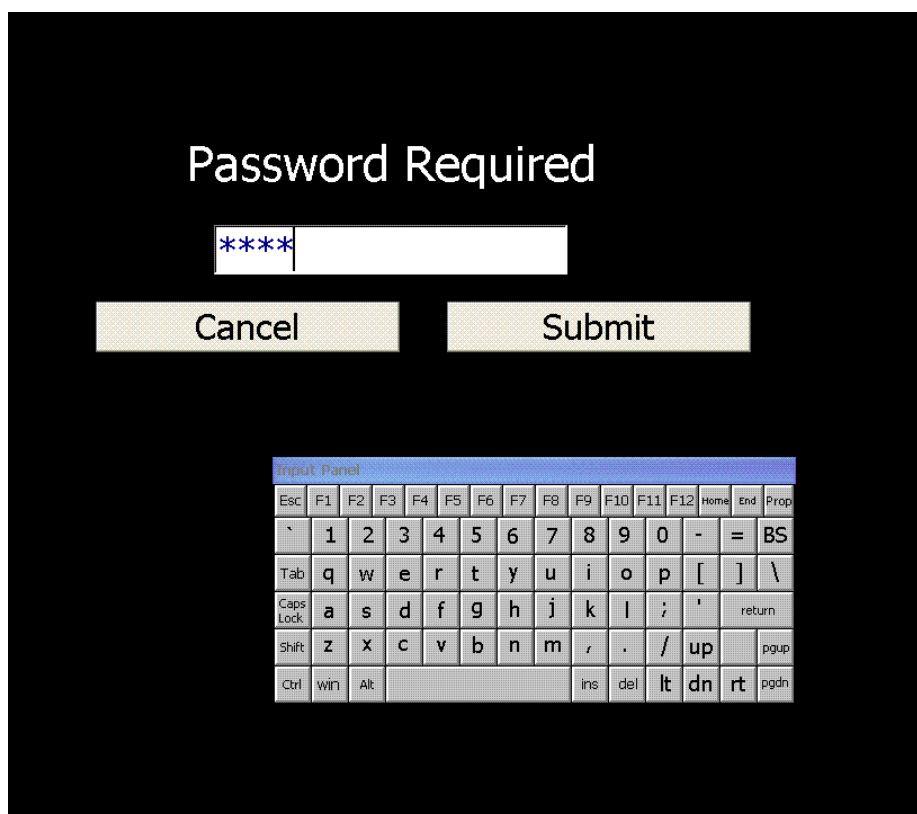 Password Required
****
Cancel Submit
Input Panel
Esc F1 F2 F3 F4 F5 F6 F7 F8 F9 F10 F11 F12 Home End Prop
` 1 2 3 4 5 6 7 8 9 0 - = BS
Tab q w e r t y u i o p [ ] \
Caps Lock a s d f g h j k l ; ' return
Shift z x c v b n m , . / up pgup
Ctrl win Alt ins del lt dn rt pgdn